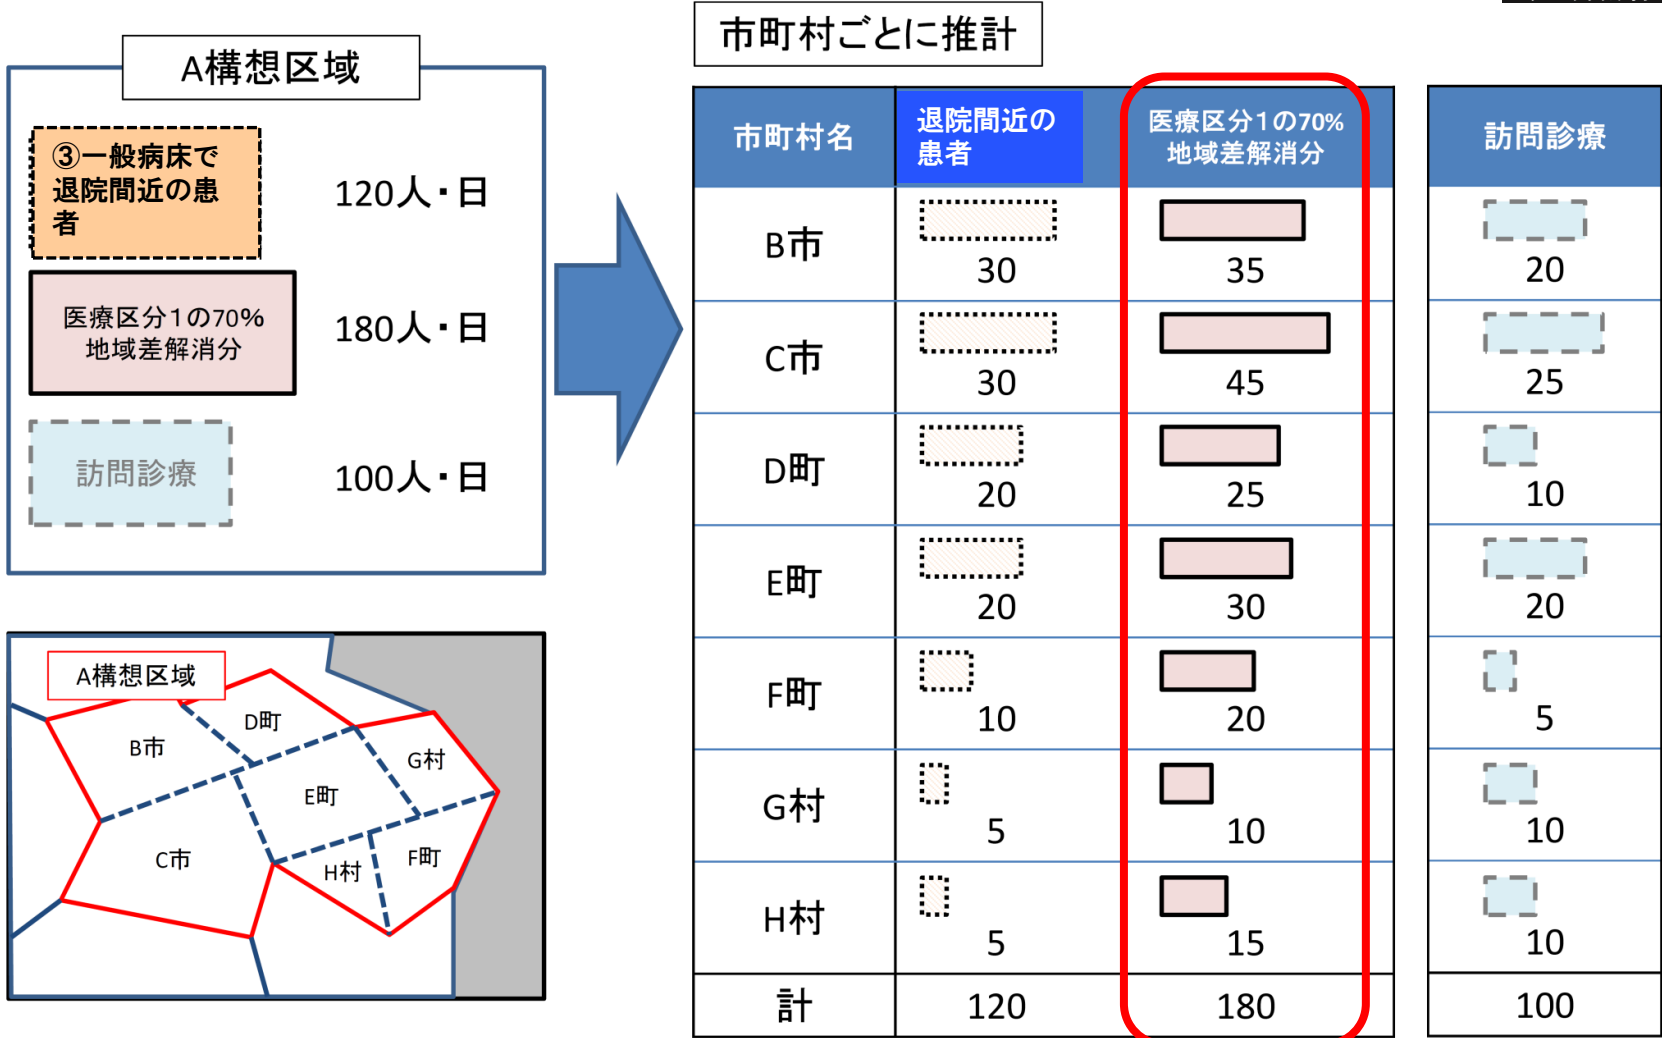 A構想区域
③一般病床で
退院間近の患
者
120人・日
医療区分1の70%
地域差解消分
180人・日
訪問診療
100人・日
A構想区域
D町
B市
G村
E町
C市
H村
F町
市町村ごとに推計
市町村名
退院間近の
患者
医療区分1の70%
地域差解消分
訪問診療
B市
30
35
20
C市
30
45
25
D町
20
25
10
E町
20
30
20
F町
10
20
5
G村
5
10
10
H村
5
15
10
計
120
180
100